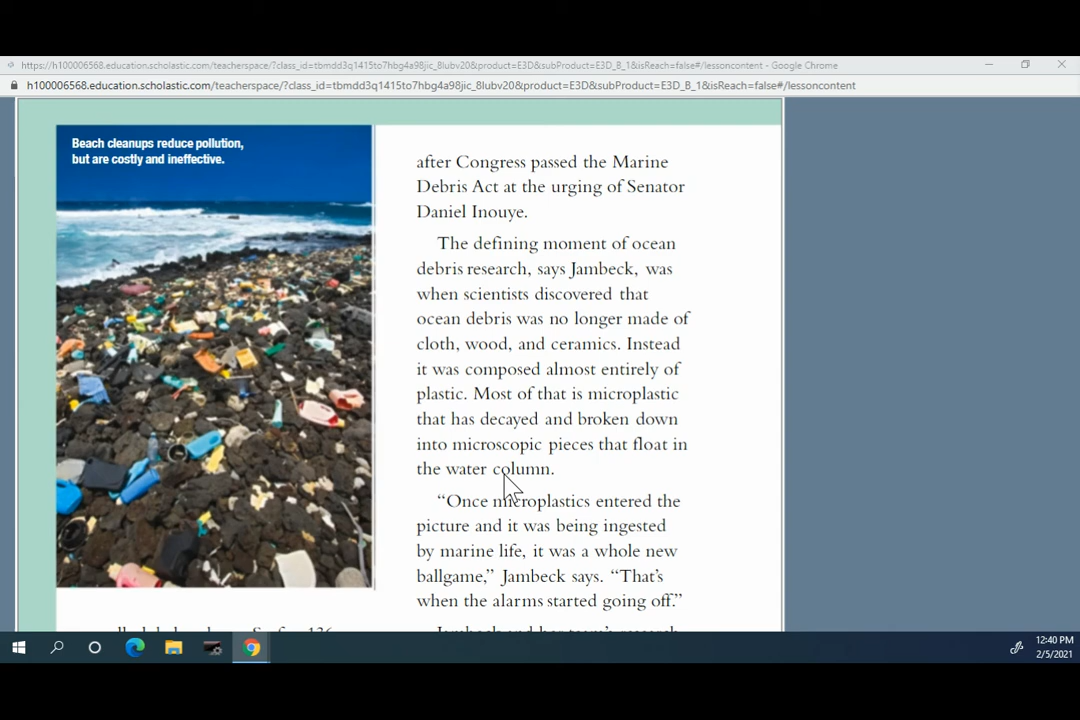 https://h100006568.education.scholastic.com/teacherspace/?class_id=tbmdd3q1415to7hbg4a98jic_8lubv20&product=E3D&subProduct=E3D_B_1&isReach=false#/lessoncontent - Google Chrome
h100006568.education.scholastic.com/teacherspace/?class_id=tbmdd3q1415to7hbg4a98jic_8lubv20&product=E3D&subProduct=E3D_B_1&isReach=false#/lessoncontent
Beach cleanups reduce pollution,
but are costly and ineffective.
after Congress passed the Marine
Debris Act at the urging of Senator
Daniel Inouye.
The defining moment of ocean
debris research, says Jambeck, was
when scientists discovered that
ocean debris was no longer made of
cloth, wood, and ceramics. Instead
it was composed almost entirely of
plastic. Most of that is microplastic
that has decayed and broken down
into microscopic pieces that float in
the water column.
“Once microplastics entered the
picture and it was being ingested
by marine life, it was a whole new
ballgame,” Jambeck says. “That’s
when the alarms started going off.”
Jambeck and her team’s research
12:40 PM
2/5/2021